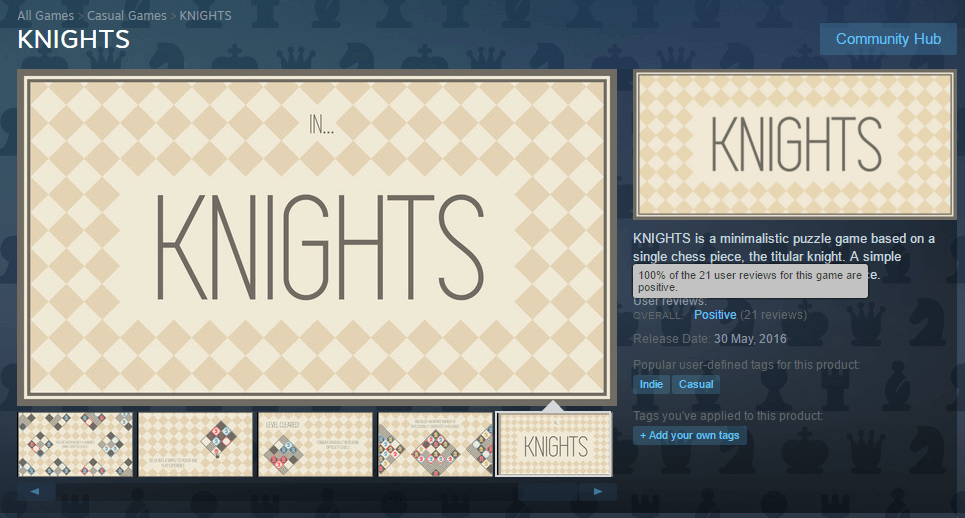 All Games > Casual Games > KNIGHTS
KNIGHTS
Community Hub
IN...
KNIGHTS
KNIGHTS
KNIGHTS is a minimalistic puzzle game based on a
single chess piece, the titular knight. A simple
100% of the 21 user reviews for this game are
positive.
User reviews:
OVERALL: Positive (21 reviews)
Release Date: 30 May, 2016
Popular user-defined tags for this product:
Indie Casual
Tags you've applied to this product:
+ Add your own tags
LEVEL CLEARED!
KNIGHTS